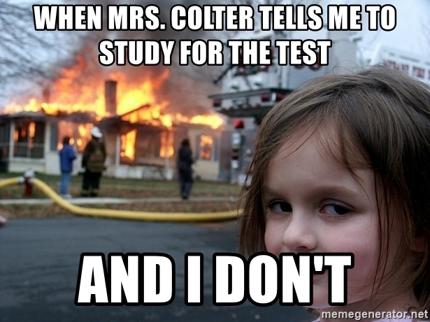 WHEN MRS. COLTER TELLS ME TO
STUDY FOR THE TEST
AND I DON'T
memegenerator.net